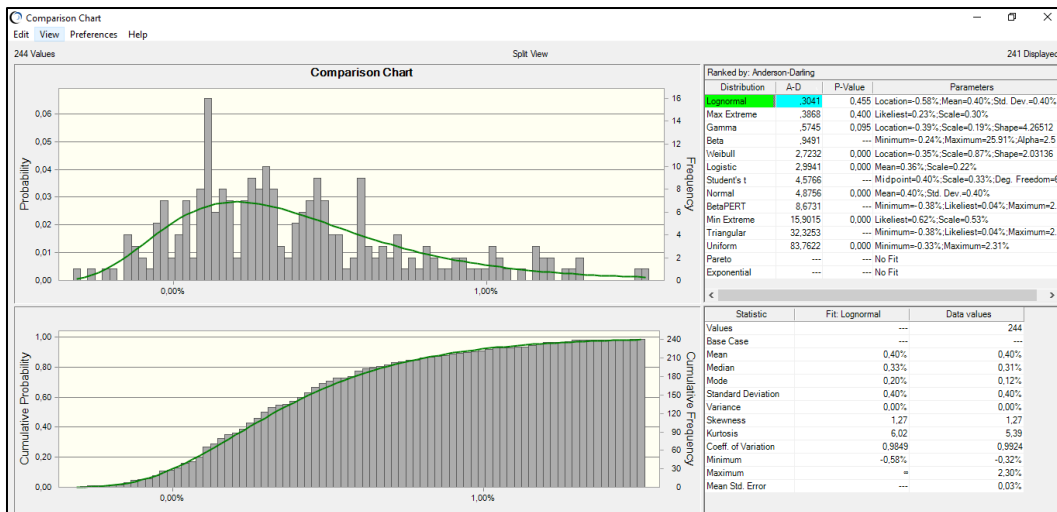 Comparison Chart
Edit View Preferences Help
244 Values Split View 241 Displayed
Comparison Chart
0,06
0,05
0,04
0,03
0,02
0,01
0,00
Probability
16
14
12
10
8
6
4
2
0
Frequency
0,00% 1,00%
1,00
0,80
0,60
0,40
0,20
0,00
Cumulative Probability
240
210
180
150
120
90
60
30
0
Cumulative Frequency
0,00% 1,00%
Ranked by: Anderson-Darling
Distribution A-D P-Value Parameters
Lognormal ,3041 0,455 Location=-0.58%;Mean=0.40%;Std. Dev.=0.40%
Max Extreme ,3868 0,400 Likeliest=0.23%;Scale=0.30%
Gamma ,5745 0,095 Location=-0.39%;Scale=0.19%;Shape=4.26512
Beta ,9491 --- Minimum=-0.24%;Maximum=25.91%;Alpha=2.5
Weibull 2,7232 0,000 Location=-0.35%;Scale=0.87%;Shape=2.03136
Logistic 2,9941 0,000 Mean=0.36%;Scale=0.22%
Student's t 4,5766 --- Midpoint=0.40%;Scale=0.33%;Deg. Freedom=6
Normal 4,8756 0,000 Mean=0.40%;Std. Dev.=0.40%
BetaPERT 8,6731 --- Minimum=-0.38%;Likeliest=0.04%;Maximum=2.
Min Extreme 15,9015 0,000 Likeliest=0.62%;Scale=0.53%
Triangular 32,3253 --- Minimum=-0.38%;Likeliest=0.04%;Maximum=2.
Uniform 83,7622 0,000 Minimum=-0.33%;Maximum=2.31%
Pareto --- --- No Fit
Exponential --- --- No Fit
Statistic Fit: Lognormal Data values
Values --- 244
Base Case --- ---
Mean 0,40% 0,40%
Median 0,33% 0,31%
Mode 0,20% 0,12%
Standard Deviation 0,40% 0,40%
Variance 0,00% 0,00%
Skewness 1,27 1,27
Kurtosis 6,02 5,39
Coeff. of Variation 0,9849 0,9924
Minimum -0,58% -0,32%
Maximum ∞ 2,30%
Mean Std. Error --- 0,03%